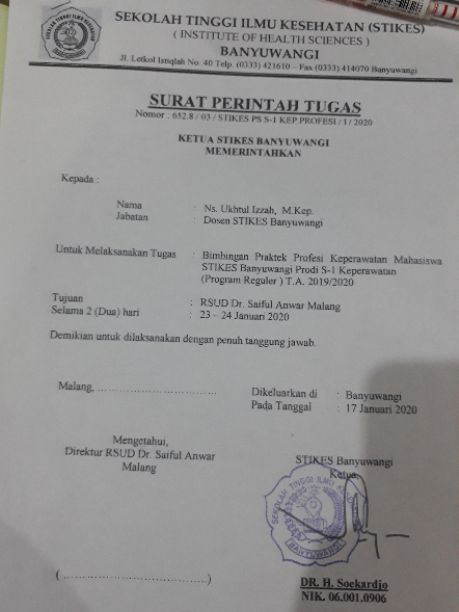 SEKOLAH TINGGI ILMU KESEHATAN (STIKES)
( INSTITUTE OF HEALTH SCIENCES )
BANYUWANGI
Jl. Letkol Istiqlah No. 40 Telp. (0333) 421610 – Fax.(0333) 414070 Banyuwangi
SURAT PERINTAH TUGAS
Nomor : 652.8 / 03 / STIKES PS S-1 KEP.PROFESI / I / 2020
KETUA STIKES BANYUWANGI
MEMERINTAHKAN
Kepada :
Nama : Ns. Ukhtul Izzah, M.Kep.
Jabatan : Dosen STIKES Banyuwangi
Untuk Melaksanakan Tugas : Bimbingan Praktek Profesi Keperawatan Mahasiswa
STIKES Banyuwangi Prodi S-1 Keperawatan
(Program Reguler ) T.A. 2019/2020
Tujuan : RSUD Dr. Saiful Anwar Malang
Selama 2 (Dua) hari : 23 – 24 Januari 2020
Demikian untuk dilaksanakan dengan penuh tanggung jawab.
Malang, ................................
Dikeluarkan di : Banyuwangi
Pada Tanggal : 17 Januari 2020
Mengetahui,
Direktur RSUD Dr. Saiful Anwar
Malang
(......................................)
STIKES Banyuwangi
Ketua
SEKOLAH TINGGI ILMU
BANYUWANGI
DR. H. Soekardjo
NIK. 06.001.0906